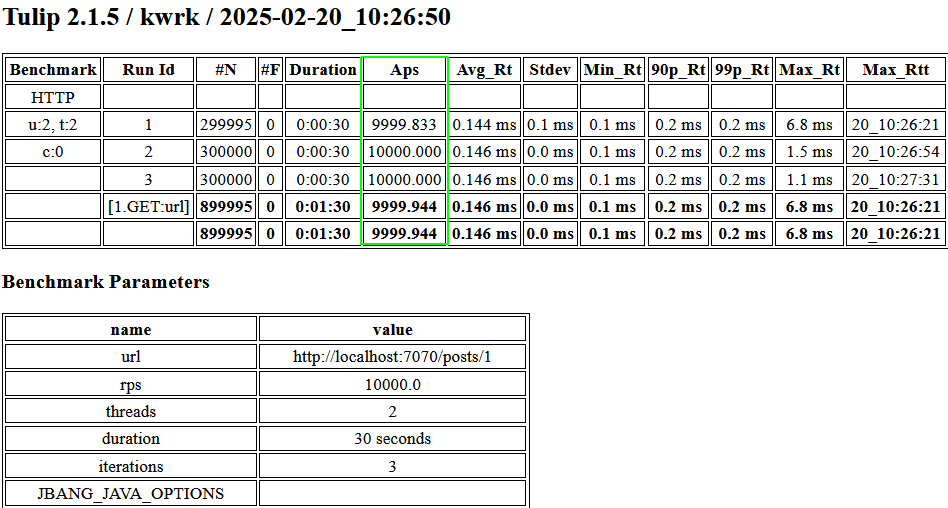 Tulip 2.1.5 / kwrk / 2025-02-20_10:26:50
Benchmark Run Id #N #F Duration Aps Avg_Rt Stdev Min_Rt 90p_Rt 99p_Rt Max_Rt Max_Rtt
HTTP
u:2, t:2 1 299995 0 0:00:30 9999.833 0.144 ms 0.1 ms 0.1 ms 0.2 ms 0.2 ms 6.8 ms 20_10:26:21
c:0 2 300000 0 0:00:30 10000.000 0.146 ms 0.0 ms 0.1 ms 0.2 ms 0.2 ms 1.5 ms 20_10:26:54
3 300000 0 0:00:30 10000.000 0.146 ms 0.0 ms 0.1 ms 0.2 ms 0.2 ms 1.1 ms 20_10:27:31
[1.GET:url] 899995 0 0:01:30 9999.944 0.146 ms 0.0 ms 0.1 ms 0.2 ms 0.2 ms 6.8 ms 20_10:26:21
899995 0 0:01:30 9999.944 0.146 ms 0.0 ms 0.1 ms 0.2 ms 0.2 ms 6.8 ms 20_10:26:21
Benchmark Parameters
name value
url http://localhost:7070/posts/1
rps 10000.0
threads 2
duration 30 seconds
iterations 3
JBANG_JAVA_OPTIONS